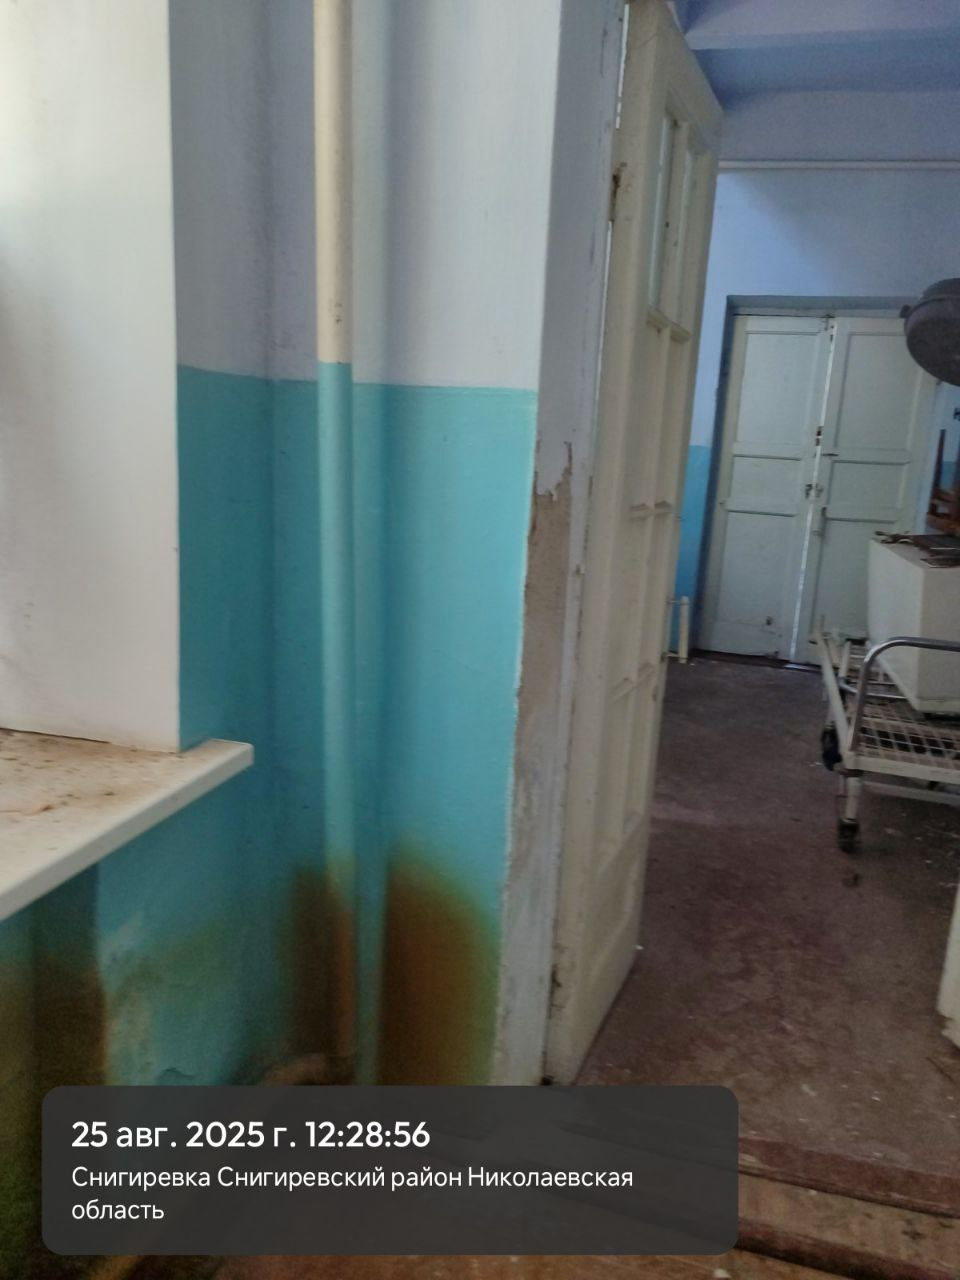 25 авг. 2025 г. 12:28:56
Снигиревка Снигиревский район Николаевская
область